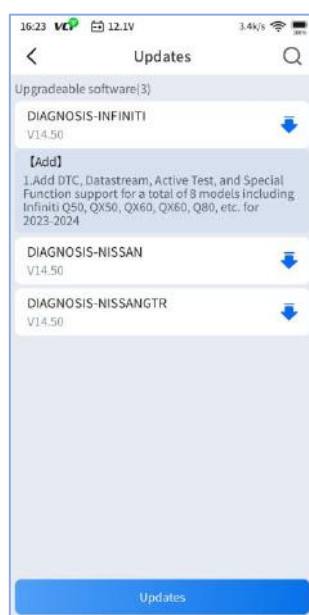 16:23 VCI 12.1V 3.4k/s
Updates
Upgradeable software(3)
DIAGNOSIS-INFINITI
V14.50
【Add】
1.Add DTC, Datastream, Active Test, and Special
Function support for a total of 8 models including
Infiniti Q50, QX50, QX60, QX60, Q80, etc. for
2023-2024
DIAGNOSIS-NISSAN
V14.50
DIAGNOSIS-NISSANGTR
V14.50
Updates